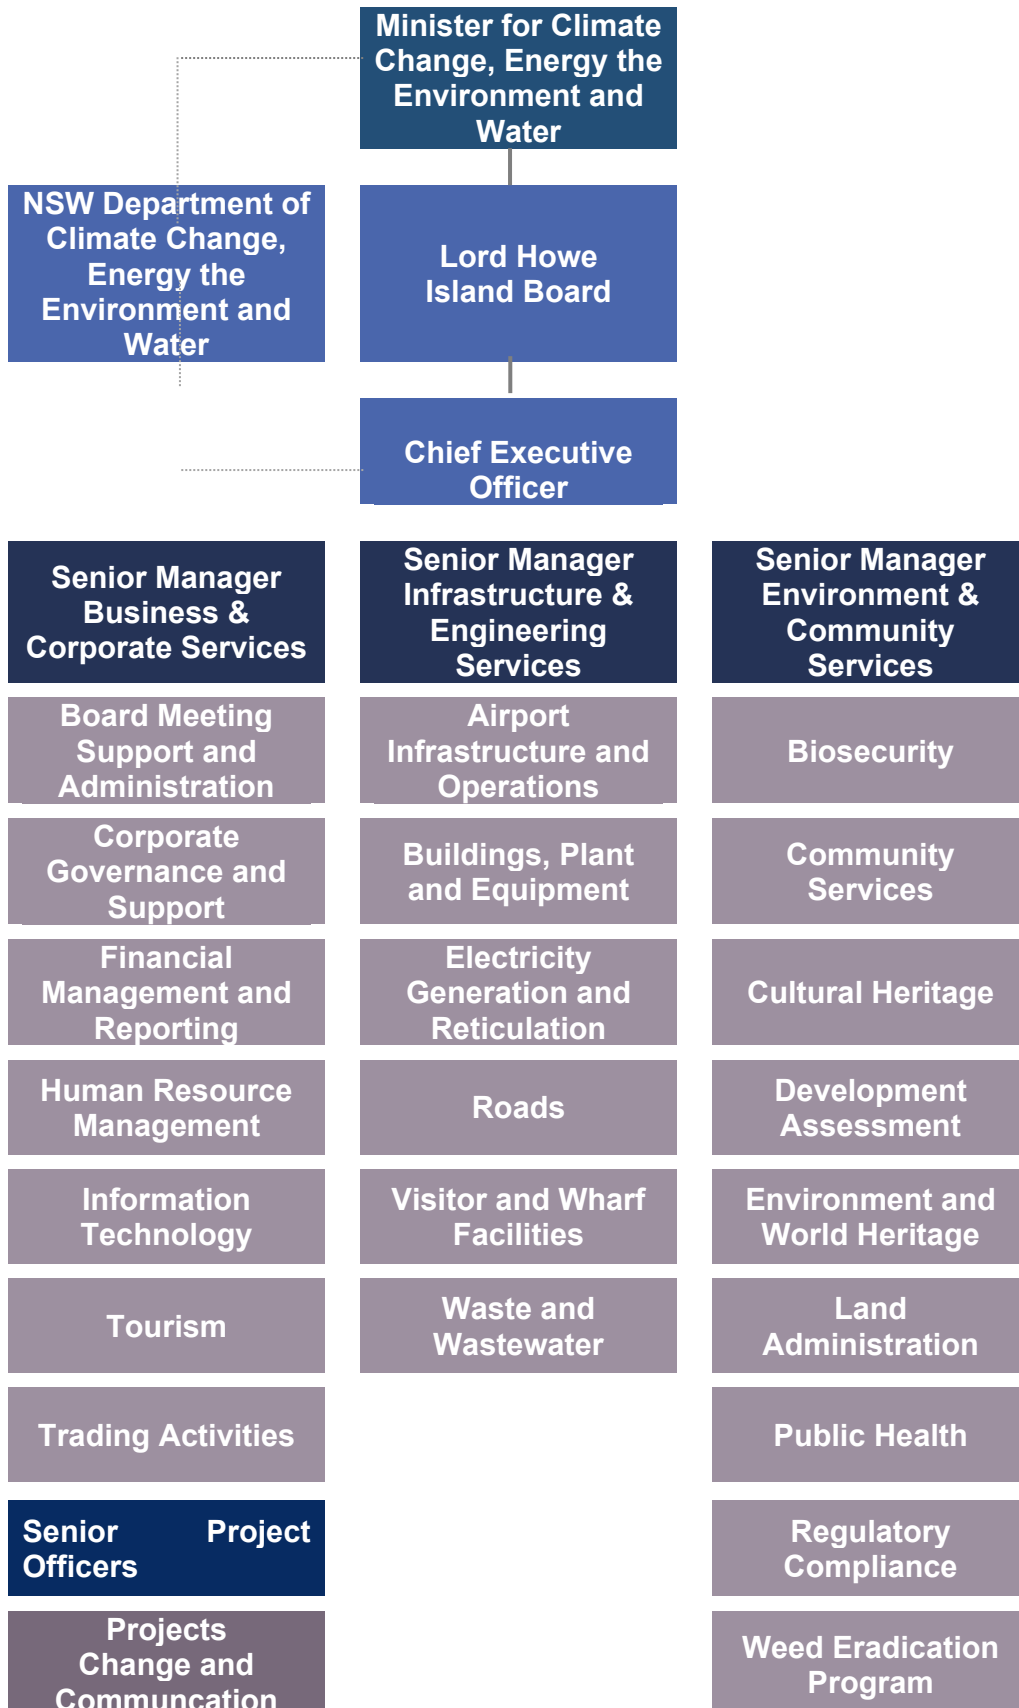 Minister for Climate
Change, Energy the
Environment and
Water
NSW Department of
Climate Change,
Energy the
Environment and
Water
Lord Howe
Island Board
Chief Executive
Officer
Senior Manager
Business &
Corporate Services
Board Meeting
Support and
Administration
Corporate
Governance and
Support
Financial
Management and
Reporting
Human Resource
Management
Information
Technology
Tourism
Trading Activities
Senior Project
Officers
Projects
Change and
Communcation
Senior Manager
Infrastructure &
Engineering
Services
Airport
Infrastructure and
Operations
Buildings, Plant
and Equipment
Electricity
Generation and
Reticulation
Roads
Visitor and Wharf
Facilities
Waste and
Wastewater
Senior Manager
Environment &
Community
Services
Biosecurity
Community
Services
Cultural Heritage
Development
Assessment
Environment and
World Heritage
Land
Administration
Public Health
Regulatory
Compliance
Weed Eradication
Program